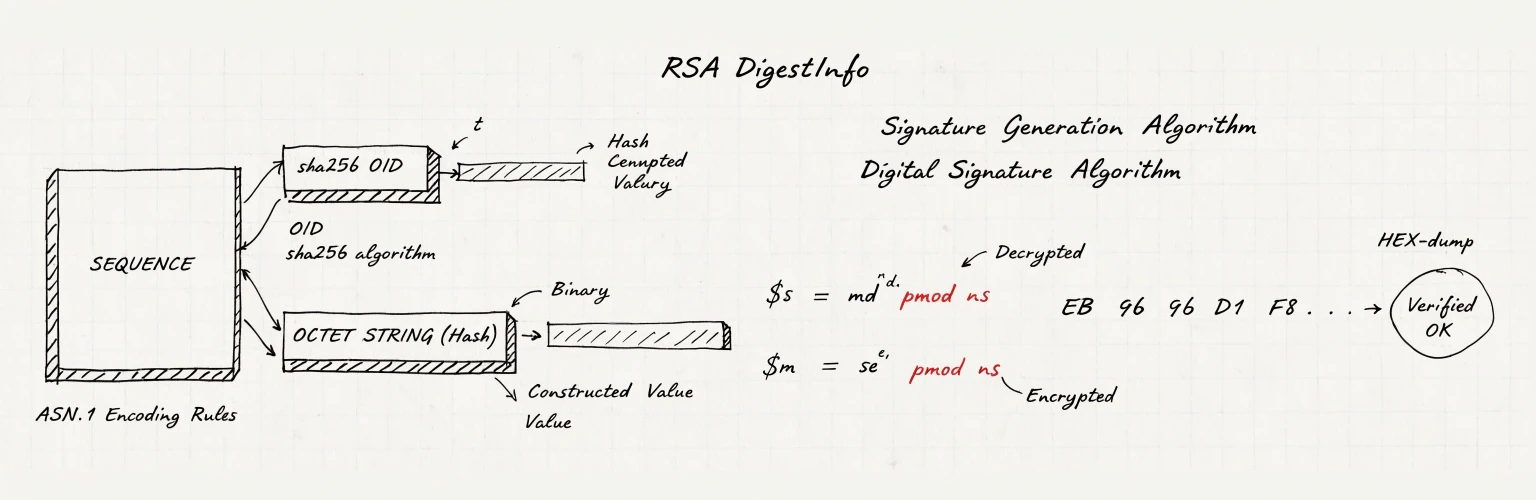 RSA DigestInfo
Signature Generation Algorithm
Digital Signature Algorithm
t
sha256 OID
Hash
Cennpted
Valury
OID
sha256 algorithm
SEQUENCE
Binary
OCTET STRING (Hash)
Constructed Value
Value
ASN.1 Encoding Rules
Decrypted
$s = md^n d. pmod ns
$m = se^e, pmod ns
Encrypted
EB 96 96 D1 F8 . . . .
HEX-dump
Verified
OK